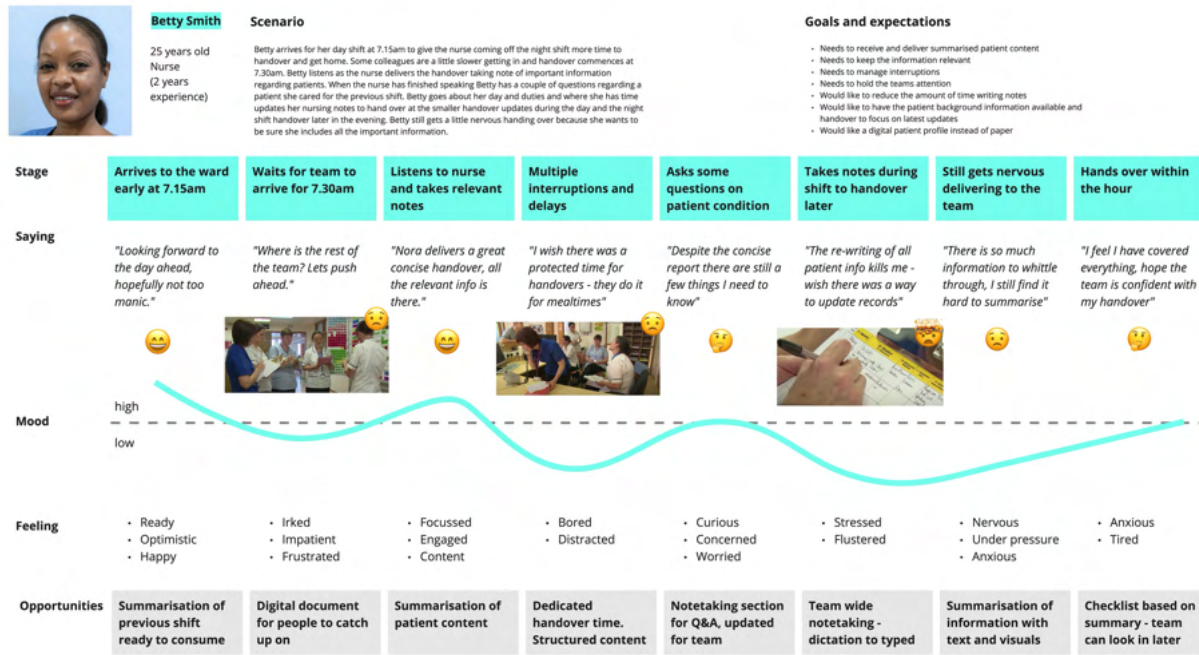 Betty Smith
25 years old
Nurse
(2 years
experience)
Scenario
Betty arrives for her day shift at 7.15am to give the nurse coming off the night shift more time to
handover and get home. Some colleagues are a little slower getting in and handover commences at
7.30am. Betty listens as the nurse delivers the handover taking note of important information
regarding patients. When the nurse has finished speaking Betty has a couple of questions regarding a
patient she cared for the previous shift. Betty goes about her day and duties and where she has time
updates her nursing notes to hand over at the smaller handover updates during the day and the night
shift handover later in the evening. Betty still gets a little nervous handing over because she wants to
be sure she includes all the important information.
Goals and expectations
• Needs to receive and deliver summarised patient content
• Needs to keep the information relevant
• Needs to manage interruptions
• Needs to hold the teams attention
• Would like to reduce the amount of time writing notes
• Would like to have the patient background information available and
handover to focus on latest updates
• Would like a digital patient profile instead of paper
Stage
Arrives to the ward
early at 7.15am
Waits for team to
arrive for 7.30am
Listens to nurse
and takes relevant
notes
Multiple
interruptions and
delays
Asks some
questions on
patient condition
Takes notes during
shift to handover
later
Still gets nervous
delivering to the
team
Hands over within
the hour
Saying
"Looking forward to
the day ahead,
hopefully not too
manic."
"Where is the rest of
the team? Lets push
ahead."
"Nora delivers a great
concise handover, all
the relevant info is
there."
"I wish there was a
protected time for
handovers - they do it
for mealtimes"
"Despite the concise
report there are still a
few things I need to
know"
"The re-writing of all
patient info kills me -
wish there was a way
to update records"
"There is so much
information to whittle
through, I still find it
hard to summarise"
"I feel I have covered
everything, hope the
team is confident with
my handover"
Mood
high
low
Feeling
• Ready
• Optimistic
• Happy
• Irked
• Impatient
• Frustrated
• Focussed
• Engaged
• Content
• Bored
• Distracted
• Curious
• Concerned
• Worried
• Stressed
• Flustered
• Nervous
• Under pressure
• Anxious
• Anxious
• Tired
Opportunities
Summarisation of
previous shift
ready to consume
Digital document
for people to catch
up on
Summarisation of
patient content
Dedicated
handover time.
Structured content
Notetaking section
for Q&A, updated
for team
Team wide
notetaking -
dictation to typed
Summarisation of
information with
text and visuals
Checklist based on
summary - team
can look in later